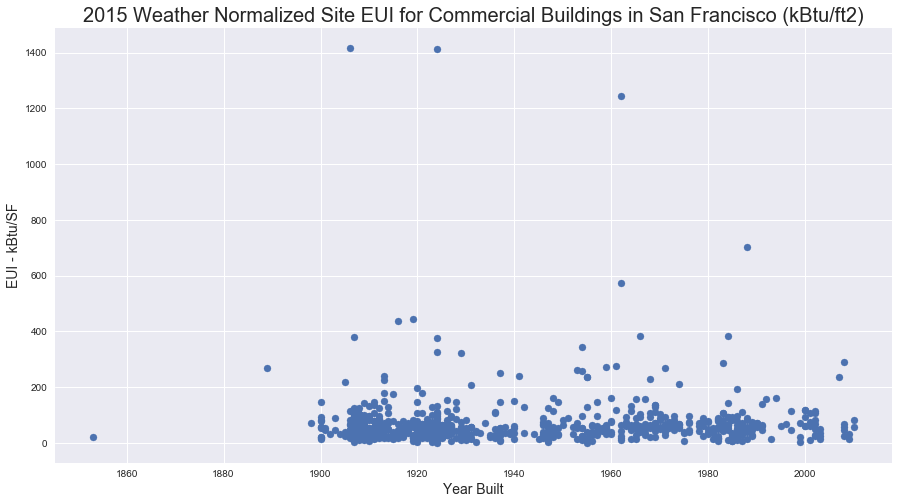 2015 Weather Normalized Site EUI for Commercial Buildings in San Francisco (kBtu/ft2)
1400
1200
1000
800
600
400
200
0
EUI - kBtu/SF
1860 1880 1900 1920 1940 1960 1980 2000
Year Built